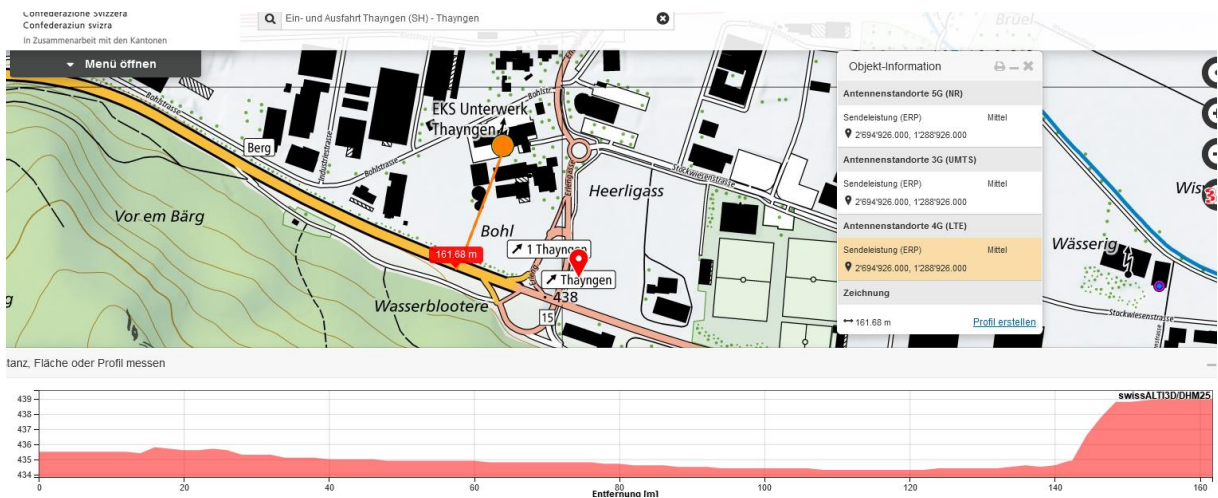 Confederazione Svizzera
Confederaziun svizra
In Zusammenarbeit mit den Kantonen
Ein- und Ausfahrt Thayngen (SH) - Thayngen
Menü öffnen
Brüel
Bohlstrasse
Bohlstr.
EKS Unterwerk
Thayngen
Berg
Industriestrasse
Bohlstrasse
Erlengasse
Stockwiesenstrasse
Heerligass
Vor em Bärg
Bohl
161.68 m
1 Thayngen
Thayngen
438
Wasserblootere
15
Wässerig
Stockwiesenstrasse
Objekt-Information
Antennenstandorte 5G (NR)
Sendeleistung (ERP) Mittel
2'694'926.000, 1'288'926.000
Antennenstandorte 3G (UMTS)
Sendeleistung (ERP) Mittel
2'694'926.000, 1'288'926.000
Antennenstandorte 4G (LTE)
Sendeleistung (ERP) Mittel
2'694'926.000, 1'288'926.000
Zeichnung
161.68 m Profil erstellen
tanz, Fläche oder Profil messen
swissALTI3D/DHM25
439
438
437
436
435
434
0 20 40 60 80 100 120 140 160
Entfernung [m]